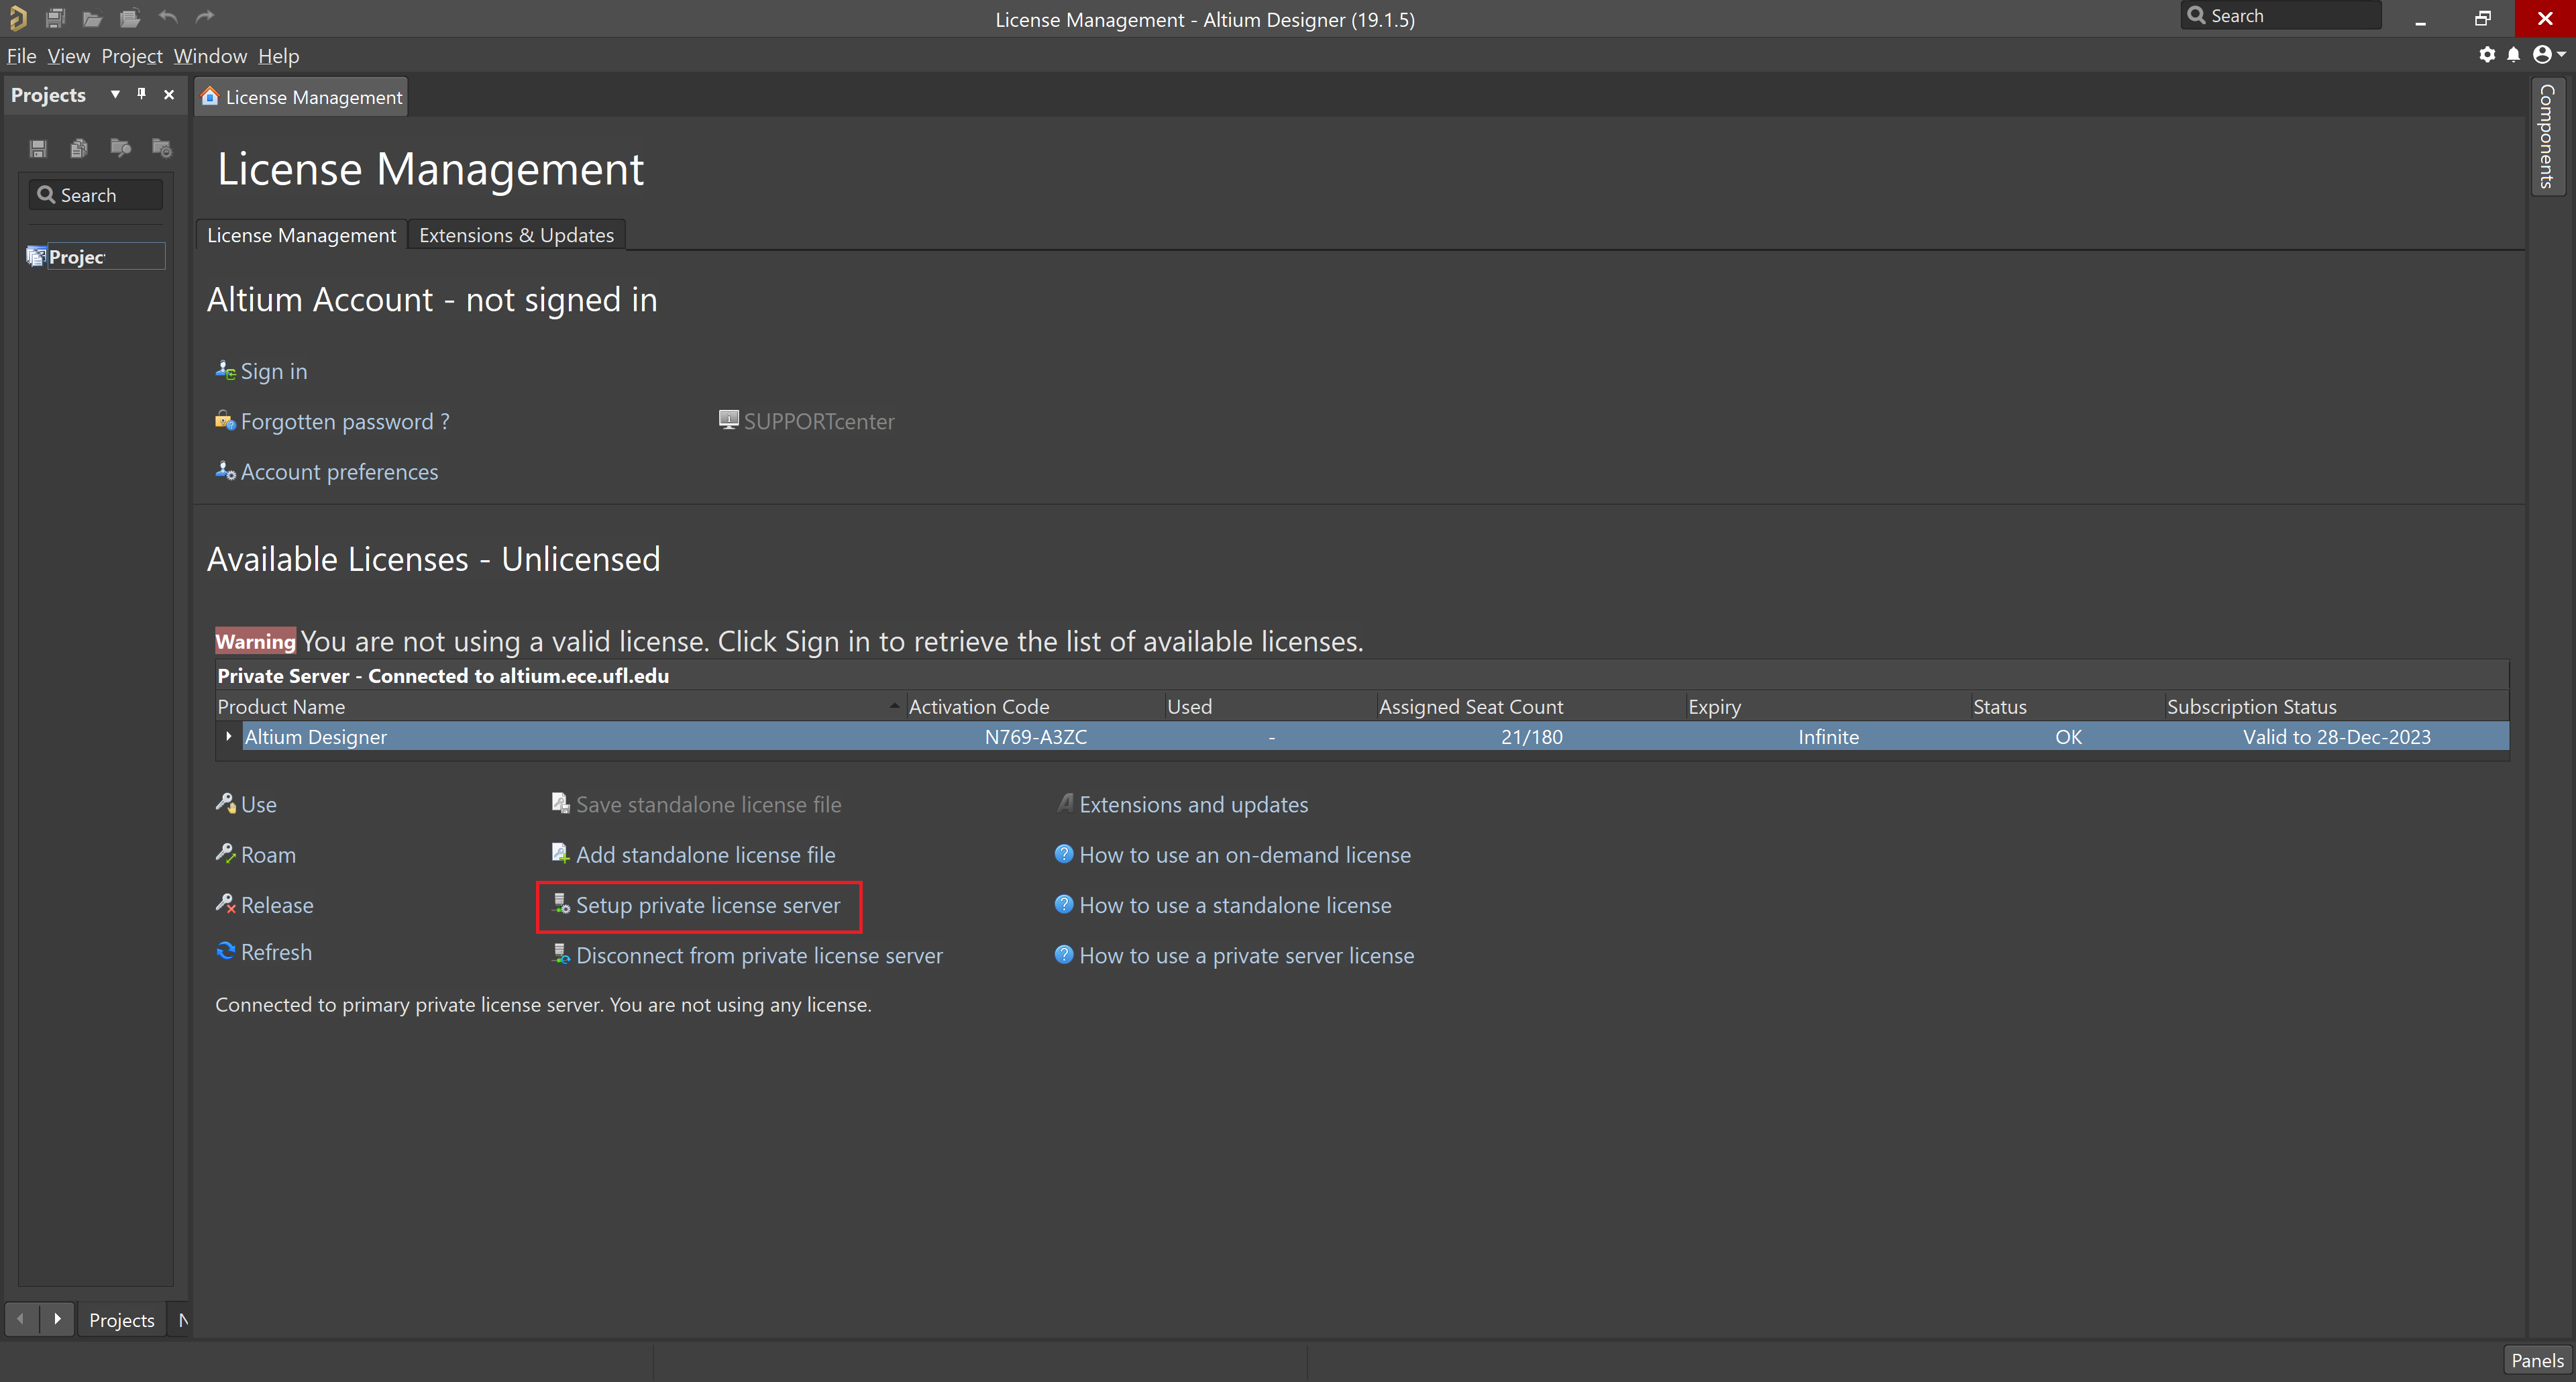 License Management - Altium Designer (19.1.5)
Search
File View Project Window Help
Projects
License Management
Components
License Management
Search
License Management
Extensions & Updates
Projec
Altium Account - not signed in
Sign in
Forgotten password ?
SUPPORTcenter
Account preferences
Available Licenses - Unlicensed
Warning You are not using a valid license. Click Sign in to retrieve the list of available licenses.
Private Server - Connected to altium.ece.ufl.edu
Product Name Activation Code Used Assigned Seat Count Expiry Status Subscription Status
Altium Designer N769-A3ZC - 21/180 Infinite OK Valid to 28-Dec-2023
Use Save standalone license file Extensions and updates
Roam Add standalone license file How to use an on-demand license
Release Setup private license server How to use a standalone license
Refresh Disconnect from private license server How to use a private server license
Connected to primary private license server. You are not using any license.
Projects N
Panels